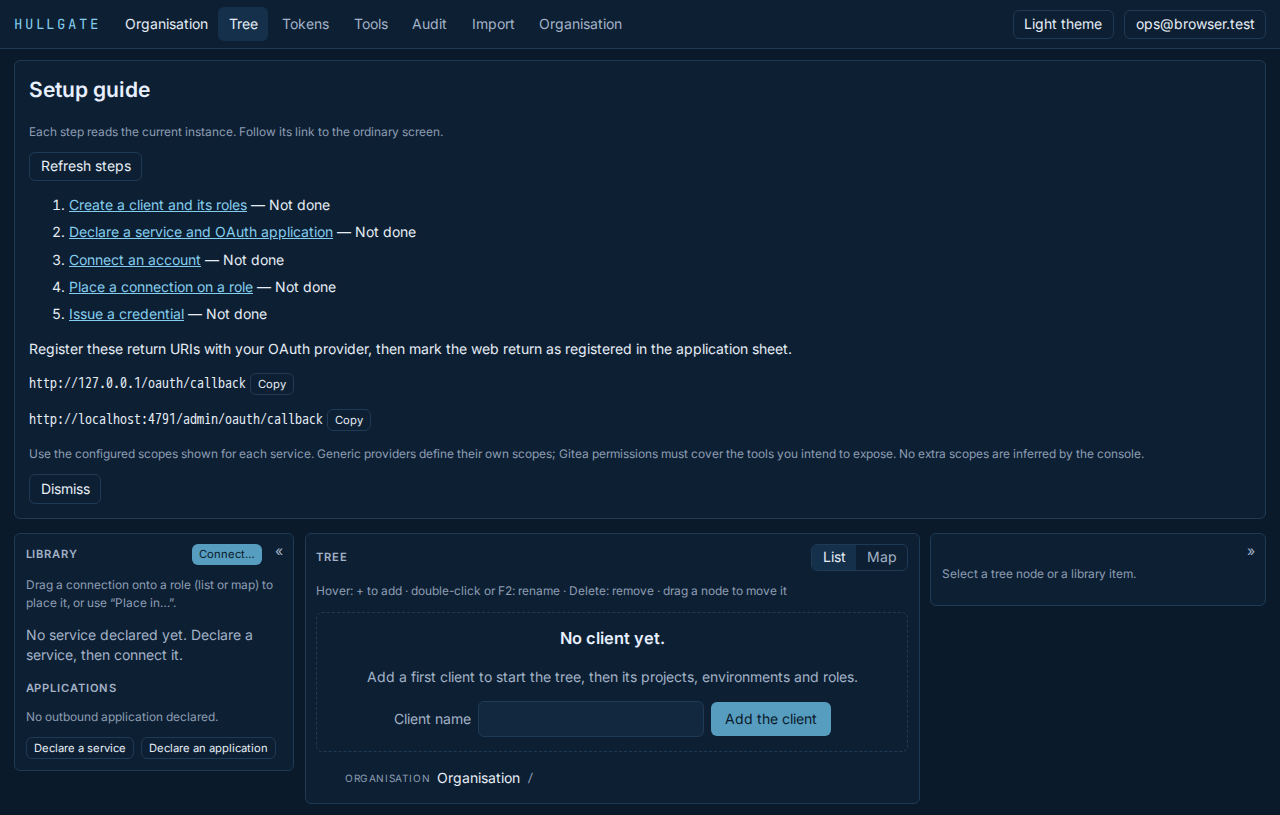 HULLGATE Organisation Tree Tokens Tools Audit Import Organisation Light theme ops@browser.test
Setup guide
Each step reads the current instance. Follow its link to the ordinary screen.
Refresh steps
1. Create a client and its roles — Not done
2. Declare a service and OAuth application — Not done
3. Connect an account — Not done
4. Place a connection on a role — Not done
5. Issue a credential — Not done
Register these return URIs with your OAuth provider, then mark the web return as registered in the application sheet.
http://127.0.0.1/oauth/callback Copy
http://localhost:4791/admin/oauth/callback Copy
Use the configured scopes shown for each service. Generic providers define their own scopes; Gitea permissions must cover the tools you intend to expose. No extra scopes are inferred by the console.
Dismiss
LIBRARY Connect... «
Drag a connection onto a role (list or map) to
place it, or use “Place in...”.
No service declared yet. Declare a
service, then connect it.
APPLICATIONS
No outbound application declared.
Declare a service Declare an application
TREE List Map
Hover: + to add · double-click or F2: rename · Delete: remove · drag a node to move it
No client yet.
Add a first client to start the tree, then its projects, environments and roles.
Client name Add the client
ORGANISATION Organisation /
»
Select a tree node or a library item.